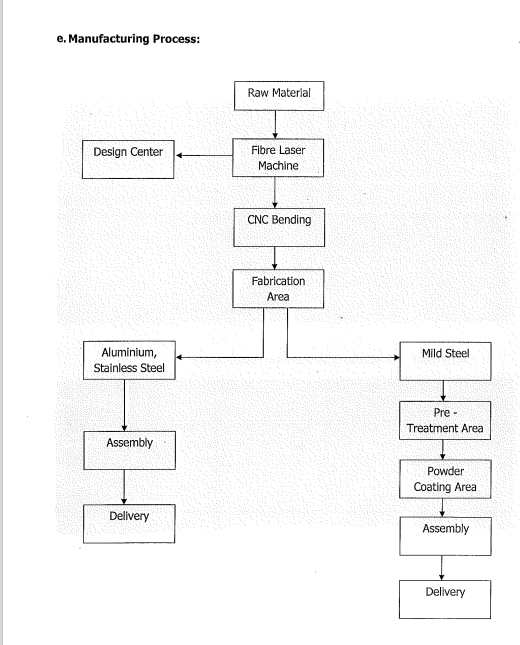 e. Manufacturing Process:
Raw Material
Design Center
Fibre Laser
Machine
CNC Bending
Fabrication
Area
Aluminium,
Stainless Steel
Mild Steel
Pre -
Treatment Area
Assembly
Powder
Coating Area
Delivery
Assembly
Delivery